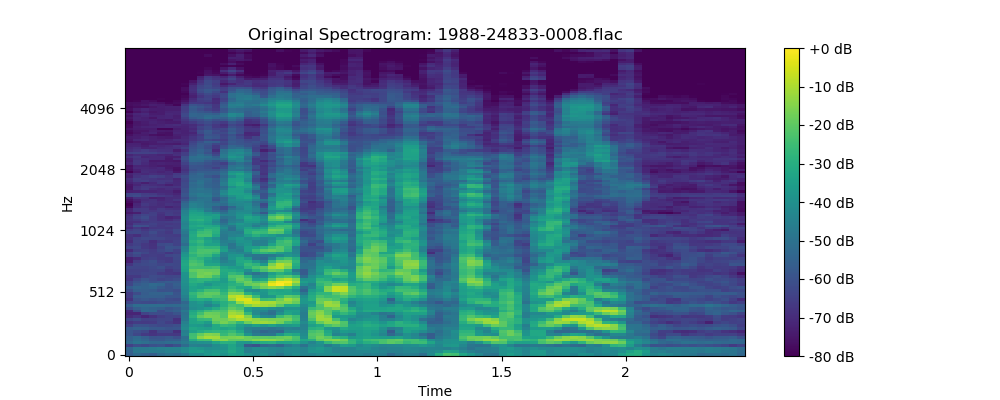 Original Spectrogram: 1988-24833-0008.flac
Hz
4096
2048
1024
512
0
0 0.5 1 1.5 2
Time
+0 dB
-10 dB
-20 dB
-30 dB
-40 dB
-50 dB
-60 dB
-70 dB
-80 dB